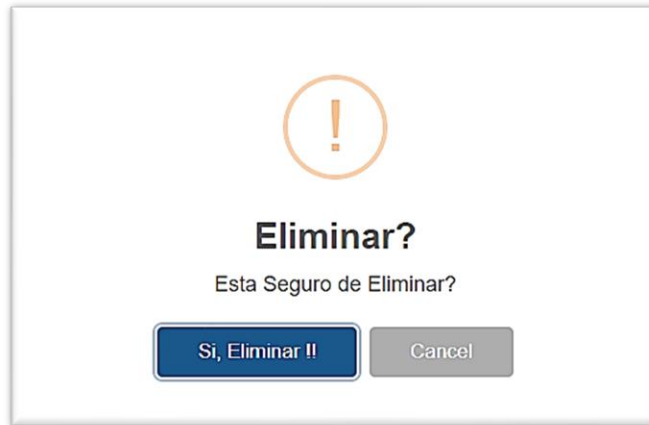 !
Eliminar?
Esta Seguro de Eliminar?
Si, Eliminar !!
Cancel